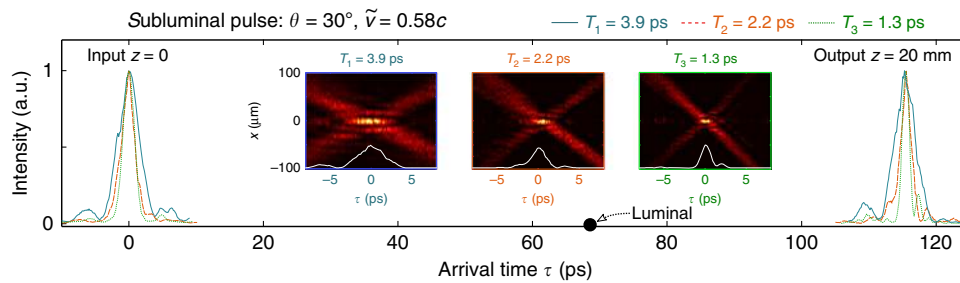 Subluminal pulse: θ = 30°, ṽ = 0.58c
T₁ = 3.9 ps T₂ = 2.2 ps T₃ = 1.3 ps
Input z = 0
T₁ = 3.9 ps T₂ = 2.2 ps T₃ = 1.3 ps
Output z = 20 mm
Intensity (a.u.)
1
0
x (μm)
100
0
−100
−5 0 5 −5 0 5 −5 0 5
τ (ps) τ (ps) τ (ps)
Luminal
0 20 40 60 80 100 120
Arrival time τ (ps)